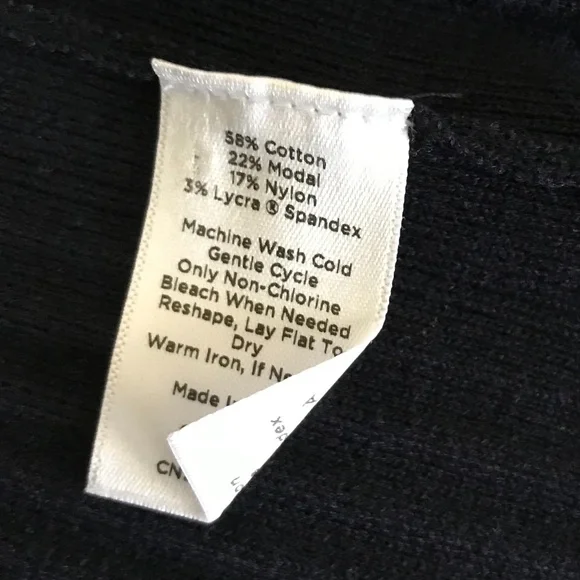 58% Cotton
22% Modal
17% Nylon
3% Lycra ® Spandex
Machine Wash Cold
Gentle Cycle
Only Non-Chlorine
Bleach When Needed
Reshape, Lay Flat To
Dry
Warm Iron, If
Made